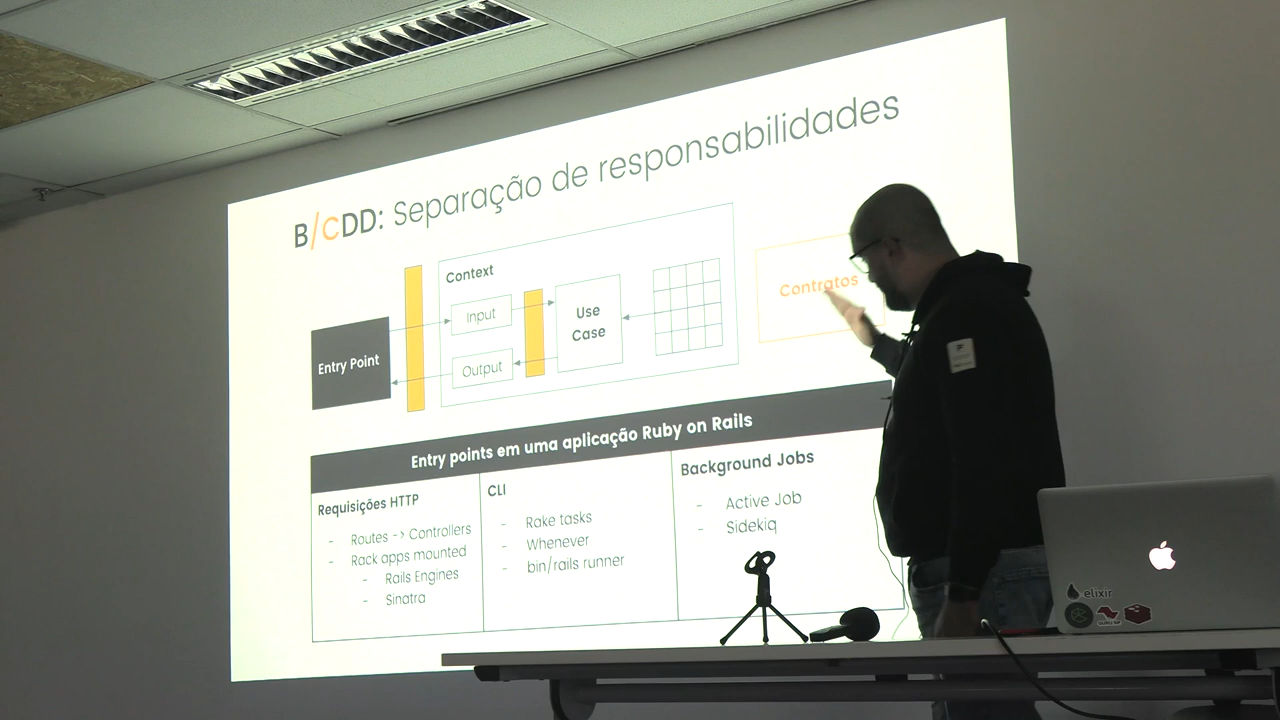 B/CDD: Separação de responsabilidades
Context
Input
Use
Case
Contratos
Entry Point
Output
Entry points em uma aplicação Ruby on Rails
Requisições HTTP
- Routes -> Controllers
- Rack apps mounted
- Rails Engines
- Sinatra
CLI
- Rake tasks
- Whenever
- bin/rails runner
Background Jobs
- Active Job
- Sidekiq
elixir